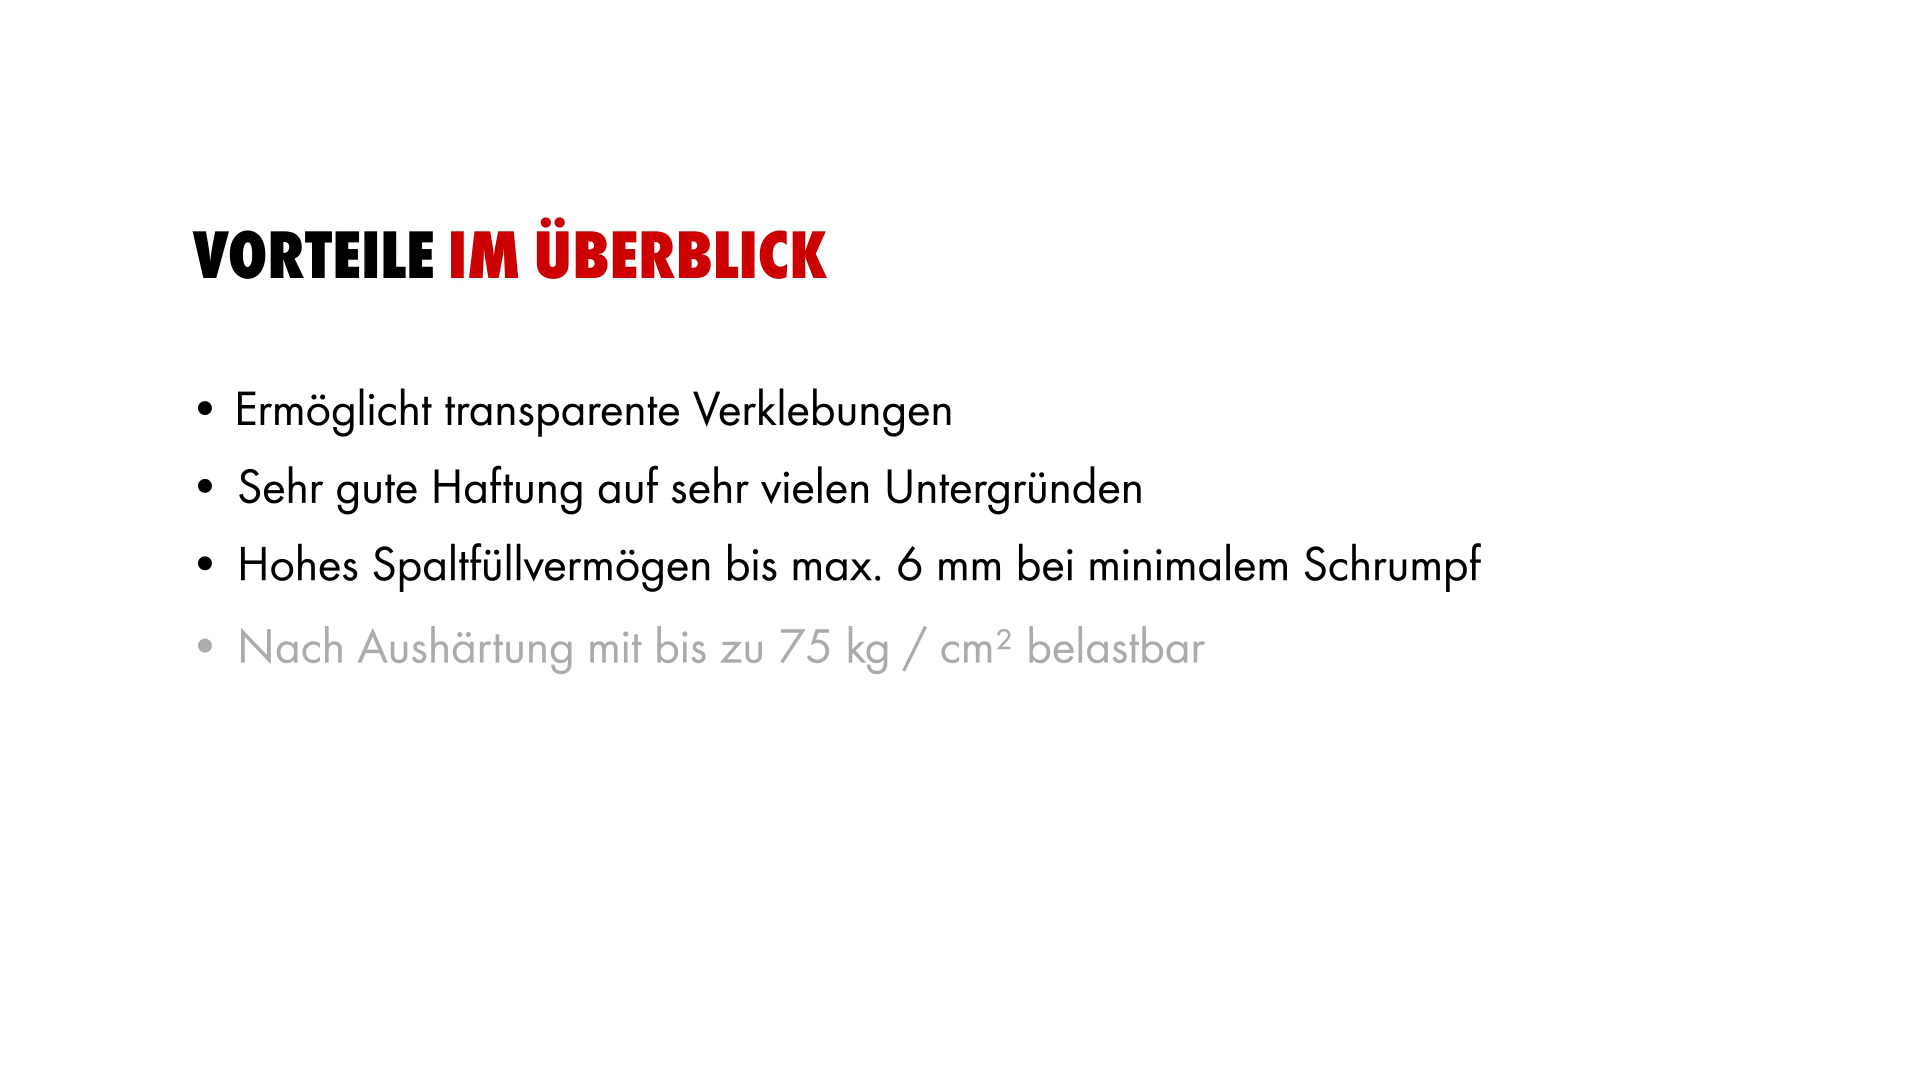 VORTEILE IM ÜBERBLICK
• Ermöglicht transparente Verklebungen
• Sehr gute Haftung auf sehr vielen Untergründen
• Hohes Spaltfüllvermögen bis max. 6 mm bei minimalem Schrumpf
• Nach Aushärtung mit bis zu 75 kg / cm² belastbar